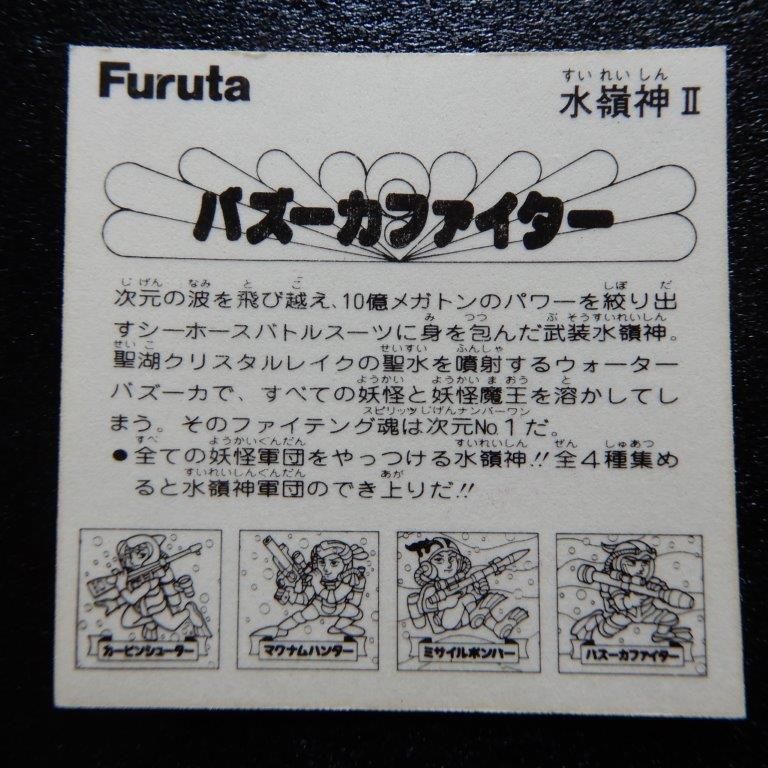 Furuta
すいれいしん
水嶺神Ⅱ
バズーカファイター
じげん なみ と こ しぼ だ
次元の波を飛び越え、10億メガトンのパワーを絞り出
み つつ ぶそうすいれいしん
すシーホースバトルスーツに身を包んだ武装水嶺神。
せいこ せいすい ふんしゃ
聖湖クリスタルレイクの聖水を噴射するウォーター
ようかい ようかいまおう と
バズーカで、すべての妖怪と妖怪魔王を溶かしてし
スピリッツじげんナンバーワン
まう。そのファイテング魂は次元No.1だ。
すべ ようかいぐんだん すいれいしん ぜん しゅあつ
●全ての妖怪軍団をやっつける水嶺神!!全4種集め
すいれいしんぐんだん あが
ると水嶺神軍団のでき上りだ!!
カービンシューター マグナムハンター ミサイルボンバー バズーカファイター